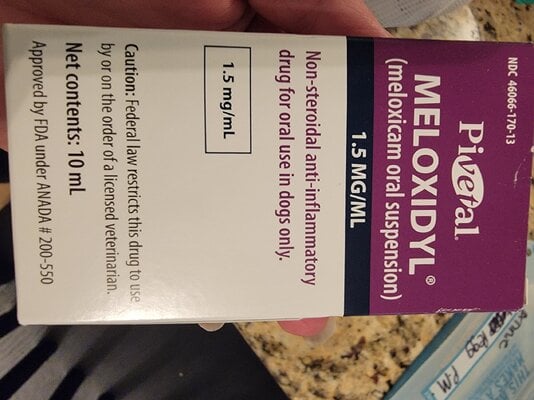 NDC 46066-170-13
Pivetal®
MELOXIDYL®
(meloxicam oral suspension)
1.5 MG/ML
Non-steroidal anti-inflammatory
drug for oral use in dogs only.
1.5 mg/mL
Caution: Federal law restricts this drug to use
by or on the order of a licensed veterinarian.
Net contents: 10 mL
Approved by FDA under ANADA # 200-550
PM